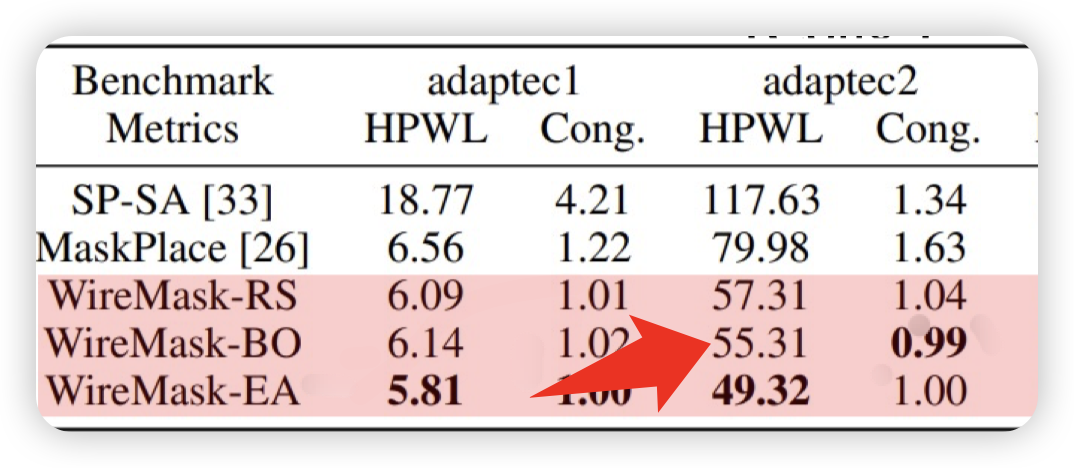 Benchmark adaptec1 adaptec2
Metrics HPWL Cong. HPWL Cong.
SP-SA [33] 18.77 4.21 117.63 1.34
MaskPlace [26] 6.56 1.22 79.98 1.63
WireMask-RS 6.09 1.01 57.31 1.04
WireMask-BO 6.14 1.02 55.31 0.99
WireMask-EA 5.81 1.00 49.32 1.00